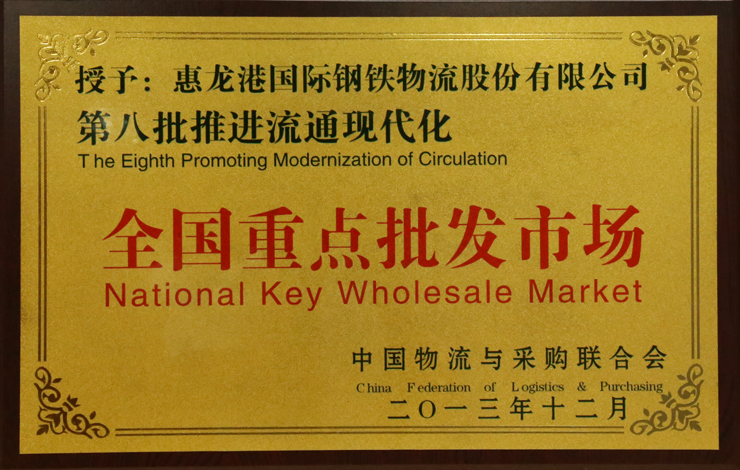 授予：惠龙港国际钢铁物流股份有限公司
第八批推进流通现代化
The Eighth Promoting Modernization of Circulation
全国重点批发市场
National Key Wholesale Market
中国物流与采购联合会
China Federation of Logistics & Purchasing
二〇一三年十二月